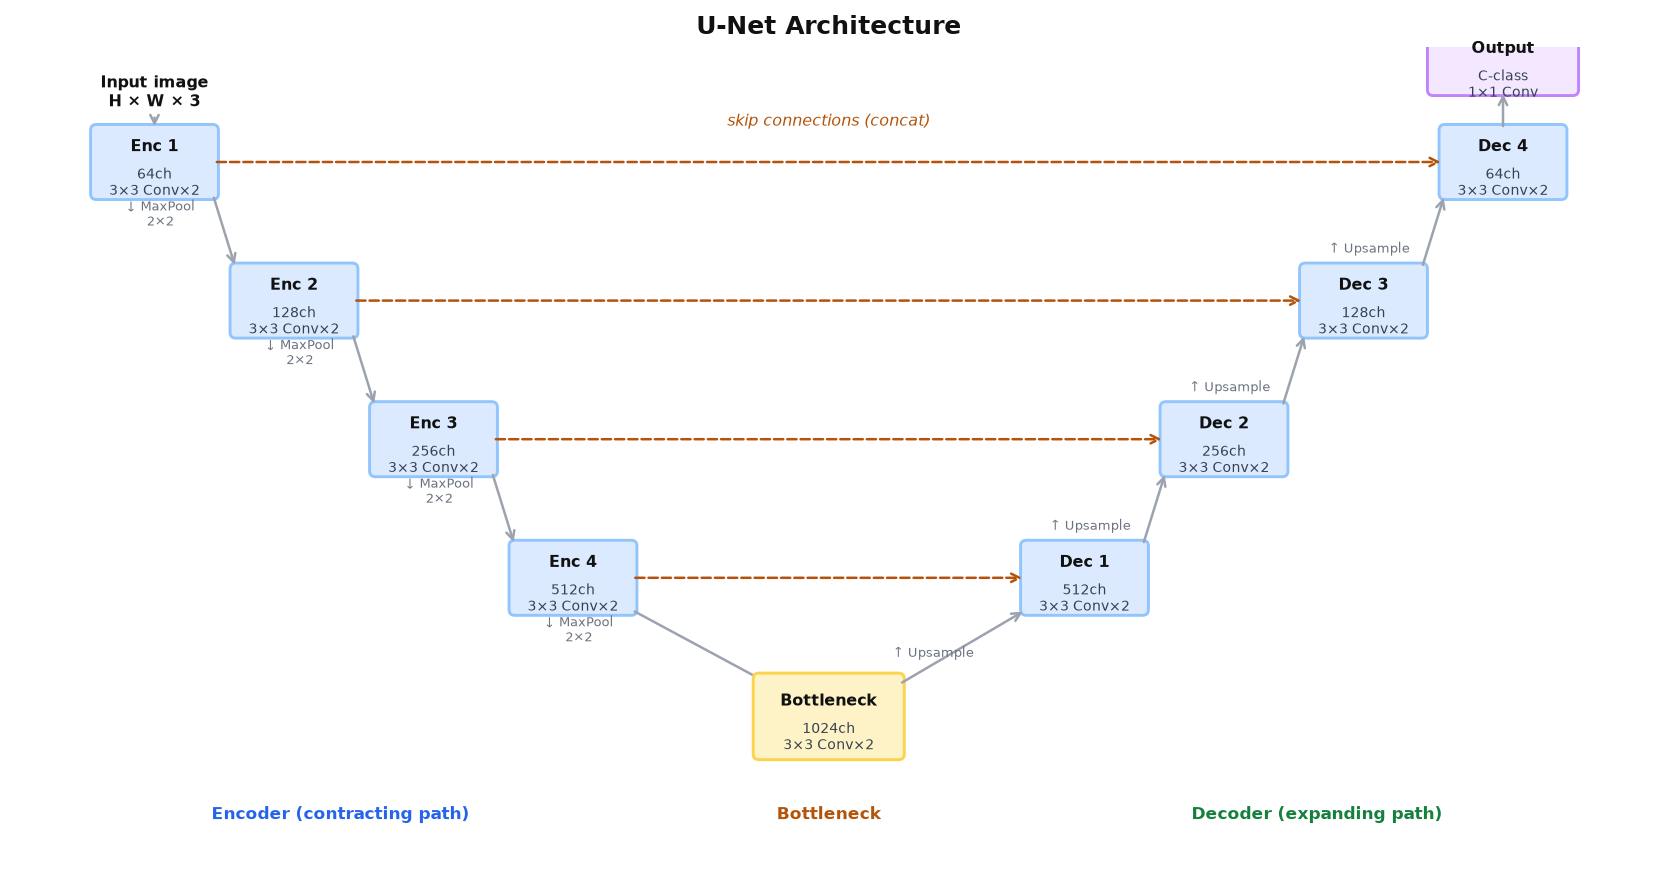 U-Net Architecture
Input image
H × W × 3
Output
C-class
1×1 Conv
skip connections (concat)
Enc 1
64ch
3×3 Conv×2
↓ MaxPool
2×2
Dec 4
64ch
3×3 Conv×2
↑ Upsample
Enc 2
128ch
3×3 Conv×2
↓ MaxPool
2×2
Dec 3
128ch
3×3 Conv×2
↑ Upsample
Enc 3
256ch
3×3 Conv×2
↓ MaxPool
2×2
Dec 2
256ch
3×3 Conv×2
↑ Upsample
Enc 4
512ch
3×3 Conv×2
↓ MaxPool
2×2
Dec 1
512ch
3×3 Conv×2
↑ Upsample
Bottleneck
1024ch
3×3 Conv×2
Encoder (contracting path)
Bottleneck
Decoder (expanding path)